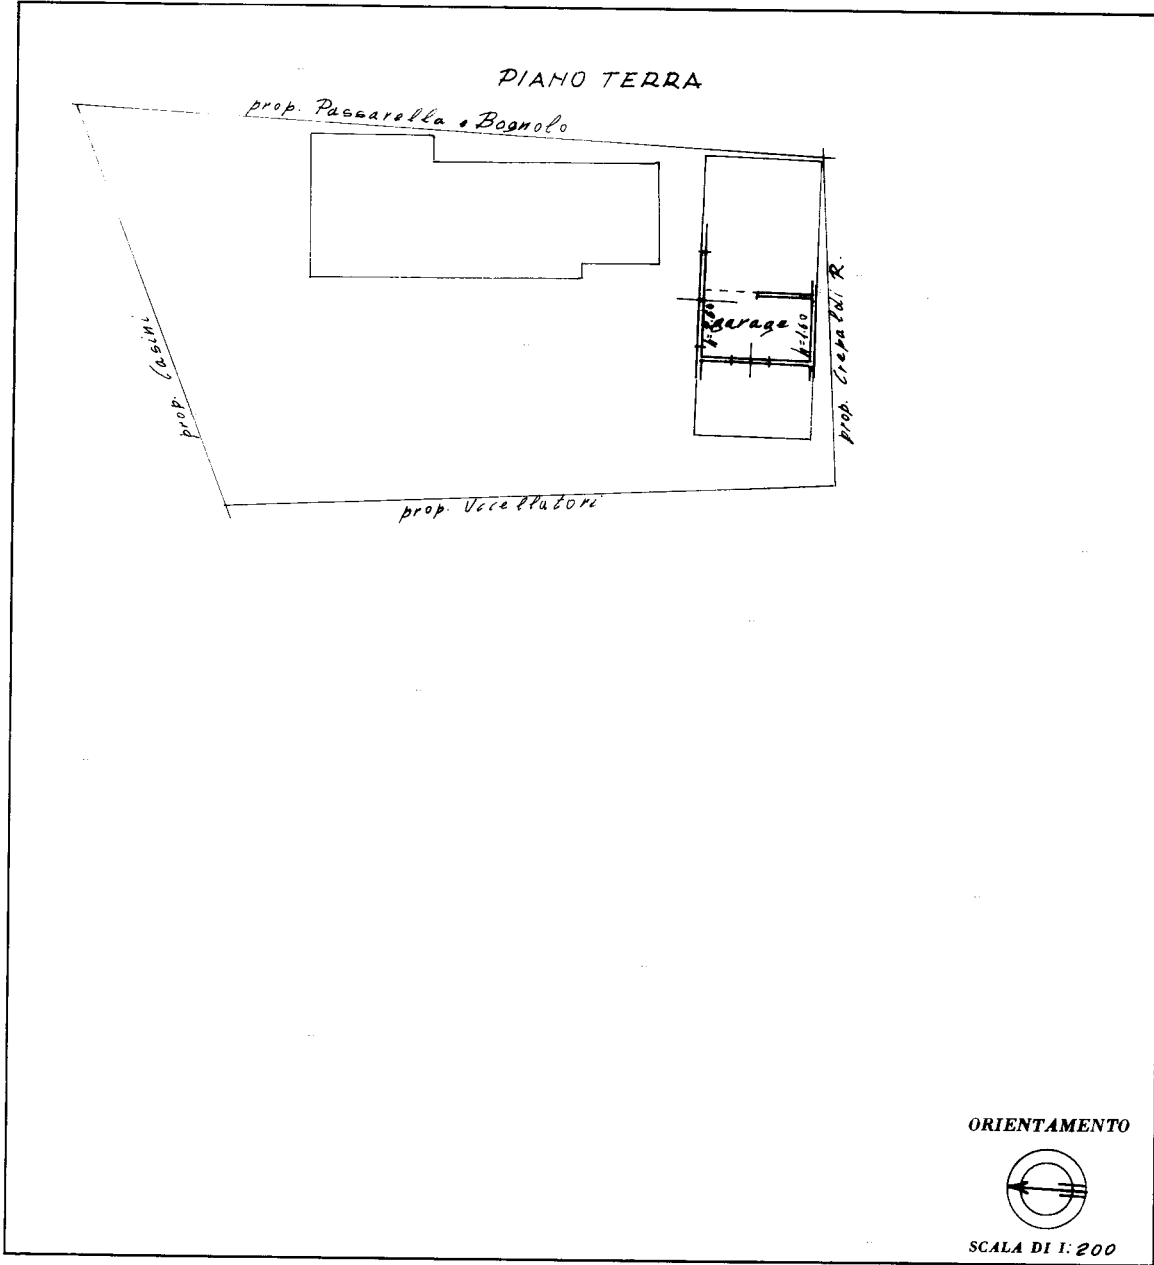 PIANO TERRA
prop. Passarella e Bognolo
prop. Casini
garage
h=1.60
prop. Crepaldi R.
prop. Uccellatori
ORIENTAMENTO
SCALA DI 1:200